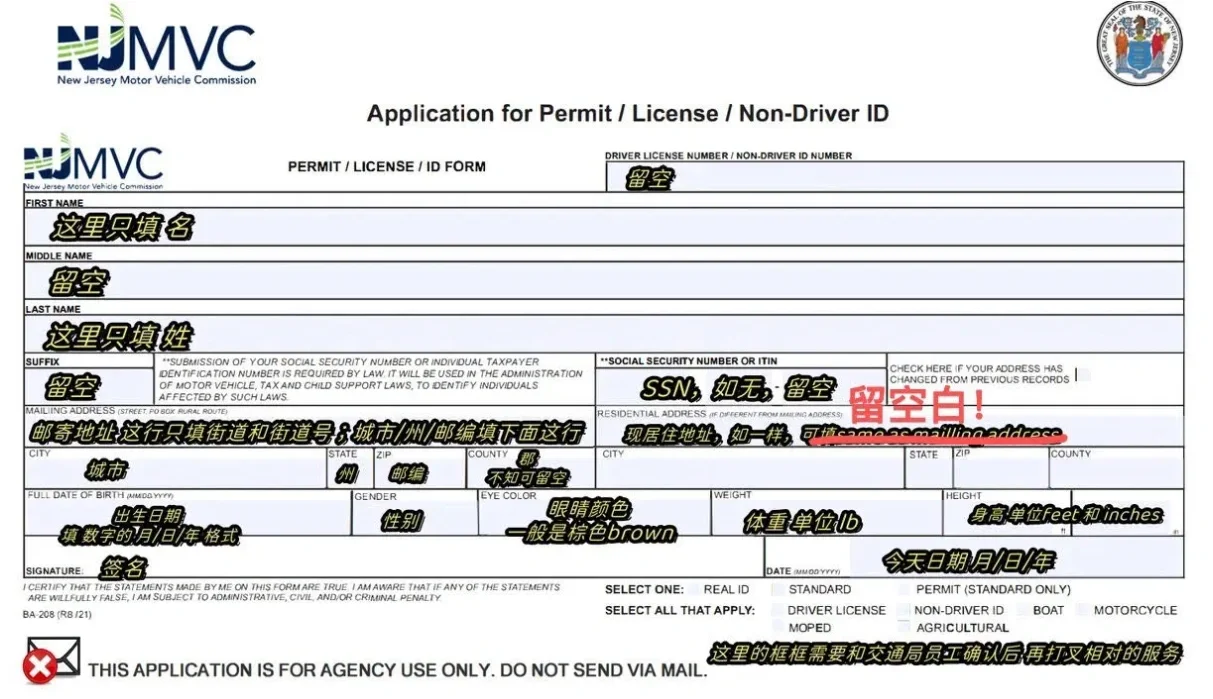 NJMVC
New Jersey Motor Vehicle Commission
THE GREAT SEAL OF THE STATE OF NEW JERSEY
Application for Permit / License / Non-Driver ID
NJMVC
New Jersey Motor Vehicle Commission
PERMIT / LICENSE / ID FORM
DRIVER LICENSE NUMBER / NON-DRIVER ID NUMBER
留空
FIRST NAME
这里只填 名
MIDDLE NAME
留空
LAST NAME
这里只填 姓
SUFFIX
留空
**SUBMISSION OF YOUR SOCIAL SECURITY NUMBER OR INDIVIDUAL TAXPAYER
IDENTIFICATION NUMBER IS REQUIRED BY LAW. IT WILL BE USED IN THE ADMINISTRATION
OF MOTOR VEHICLE, TAX AND CHILD SUPPORT LAWS, TO IDENTIFY INDIVIDUALS
AFFECTED BY SUCH LAWS.
**SOCIAL SECURITY NUMBER OR ITIN
SSN，如无，- 留空
CHECK HERE IF YOUR ADDRESS HAS
CHANGED FROM PREVIOUS RECORDS
留空白！
MAILING ADDRESS (STREET, PO BOX, RURAL ROUTE)
邮寄地址 这行只填街道和街道号；城市/州/邮编填下面这行
RESIDENTIAL ADDRESS (IF DIFFERENT FROM MAILING ADDRESS)
现居住地址，如一样，可填same as mailling address
CITY
城市
STATE
州
ZIP
邮编
COUNTY
郡
不知可留空
CITY
STATE
ZIP
COUNTY
FULL DATE OF BIRTH (MM/DD/YYYY)
出生日期
填 数字的 月/日/年 格式
GENDER
性别
EYE COLOR
眼睛颜色
一般是棕色brown
WEIGHT
体重 单位 lb
HEIGHT
身高 单位feet 和 inches
ft
in
SIGNATURE:
签名
DATE (MM/DD/YYYY)
今天日期 月/日/年
I CERTIFY THAT THE STATEMENTS MADE BY ME ON THIS FORM ARE TRUE. I AM AWARE THAT IF ANY OF THE STATEMENTS
ARE WILLFULLY FALSE, I AM SUBJECT TO ADMINISTRATIVE, CIVIL, AND/OR CRIMINAL PENALTY.
BA-208 (R8 /21)
SELECT ONE: REAL ID STANDARD PERMIT (STANDARD ONLY)
SELECT ALL THAT APPLY: DRIVER LICENSE NON-DRIVER ID BOAT MOTORCYCLE
MOPED AGRICULTURAL
这里的框框需要和交通局员工确认后 再打叉相对的服务
THIS APPLICATION IS FOR AGENCY USE ONLY. DO NOT SEND VIA MAIL.